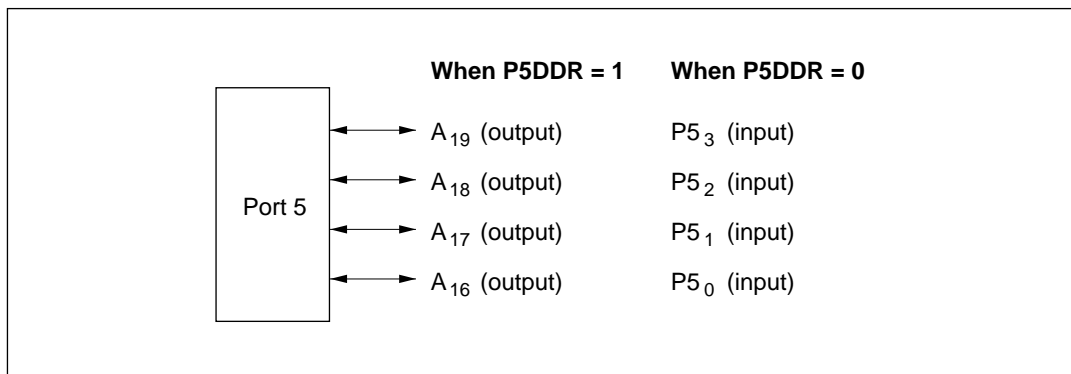 When P5DDR = 1 When P5DDR = 0
A19 (output) P53 (input)
A18 (output) P52 (input)
Port 5
A17 (output) P51 (input)
A16 (output) P50 (input)